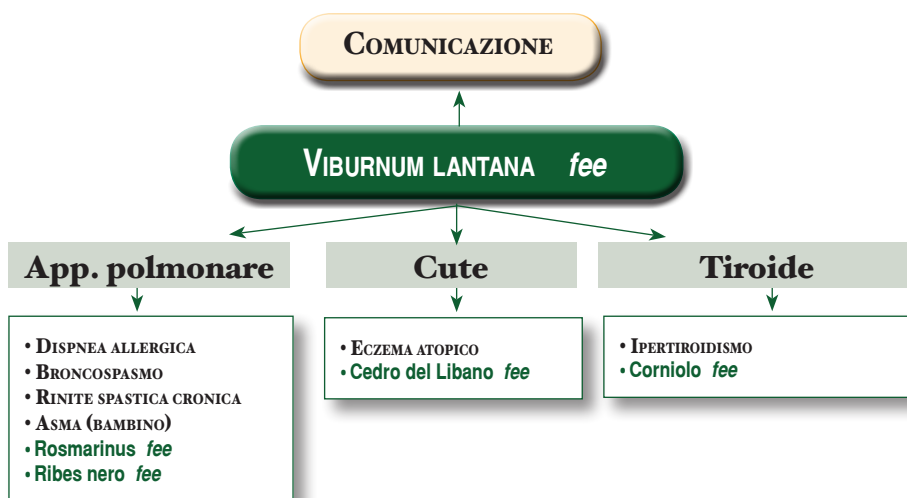 COMUNICAZIONE
VIBURNUM LANTANA fee
App. polmonare
• DISPNEA ALLERGICA
• BRONCOSPASMO
• RINITE SPASTICA CRONICA
• ASMA (BAMBINO)
• Rosmarinus fee
• Ribes nero fee
Cute
• ECZEMA ATOPICO
• Cedro del Libano fee
Tiroide
• IPERTIROIDISMO
• Corniolo fee